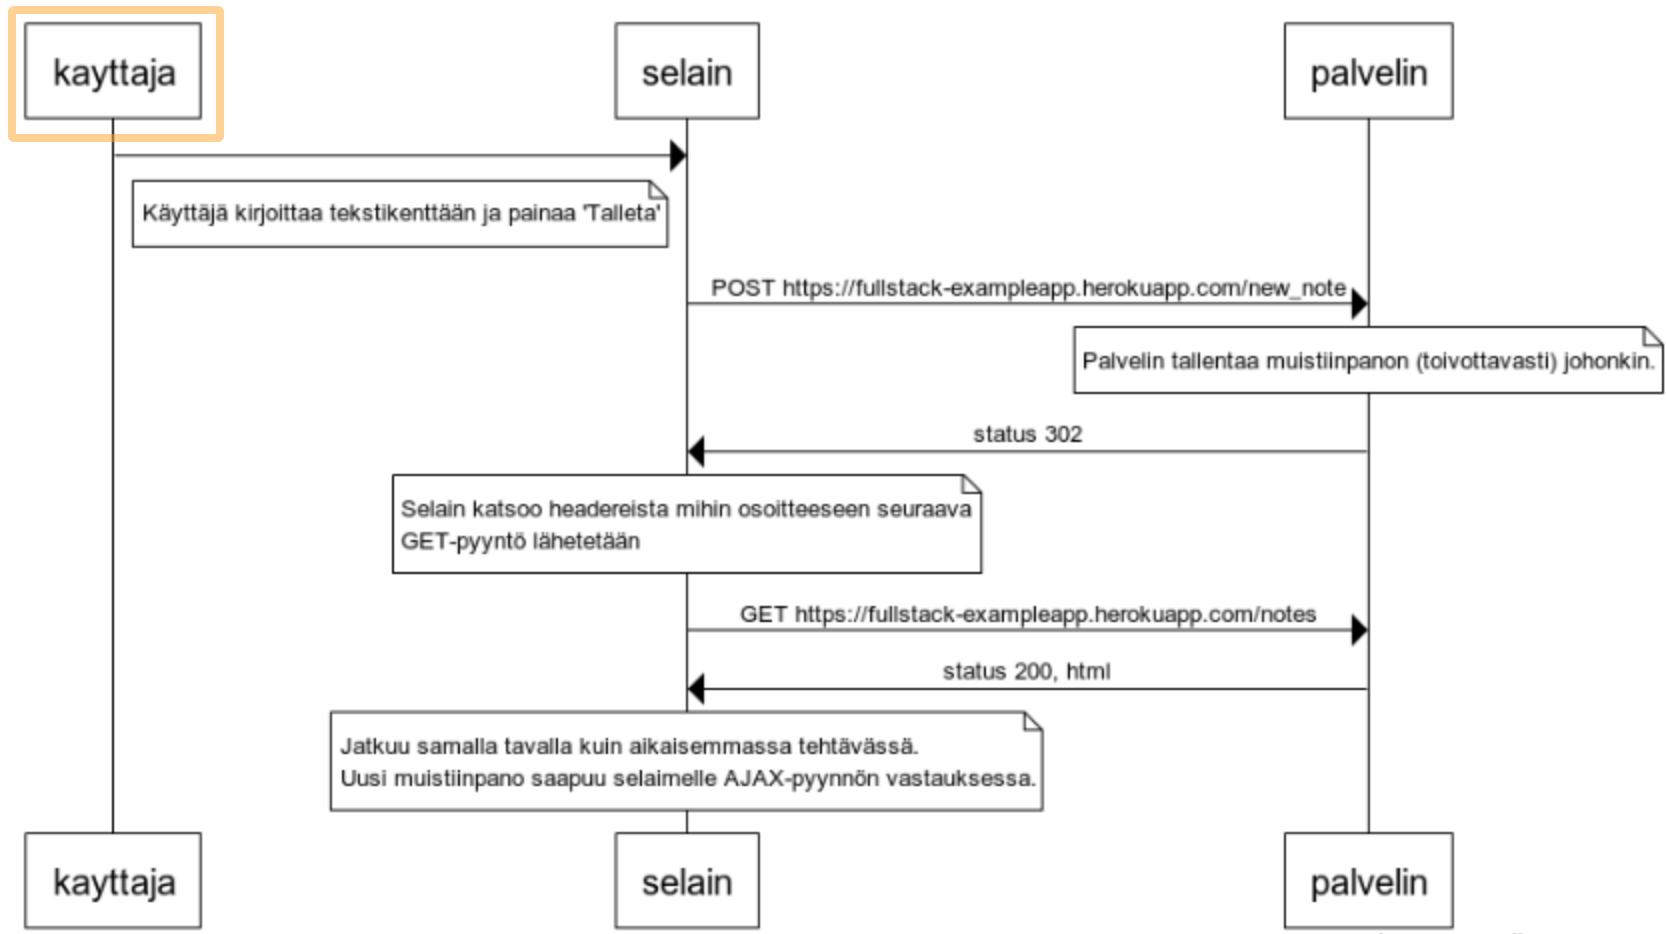 kayttaja
selain
palvelin
Käyttäjä kirjoittaa tekstikenttään ja painaa 'Talleta'
POST https://fullstack-exampleapp.herokuapp.com/new_note
Palvelin tallentaa muistiinpanon (toivottavasti) johonkin.
status 302
Selain katsoo headereista mihin osoitteeseen seuraava
GET-pyyntö lähetetään
GET https://fullstack-exampleapp.herokuapp.com/notes
status 200, html
Jatkuu samalla tavalla kuin aikaisemmassa tehtävässä.
Uusi muistiinpano saapuu selaimelle AJAX-pyynnön vastauksessa.
kayttaja
selain
palvelin